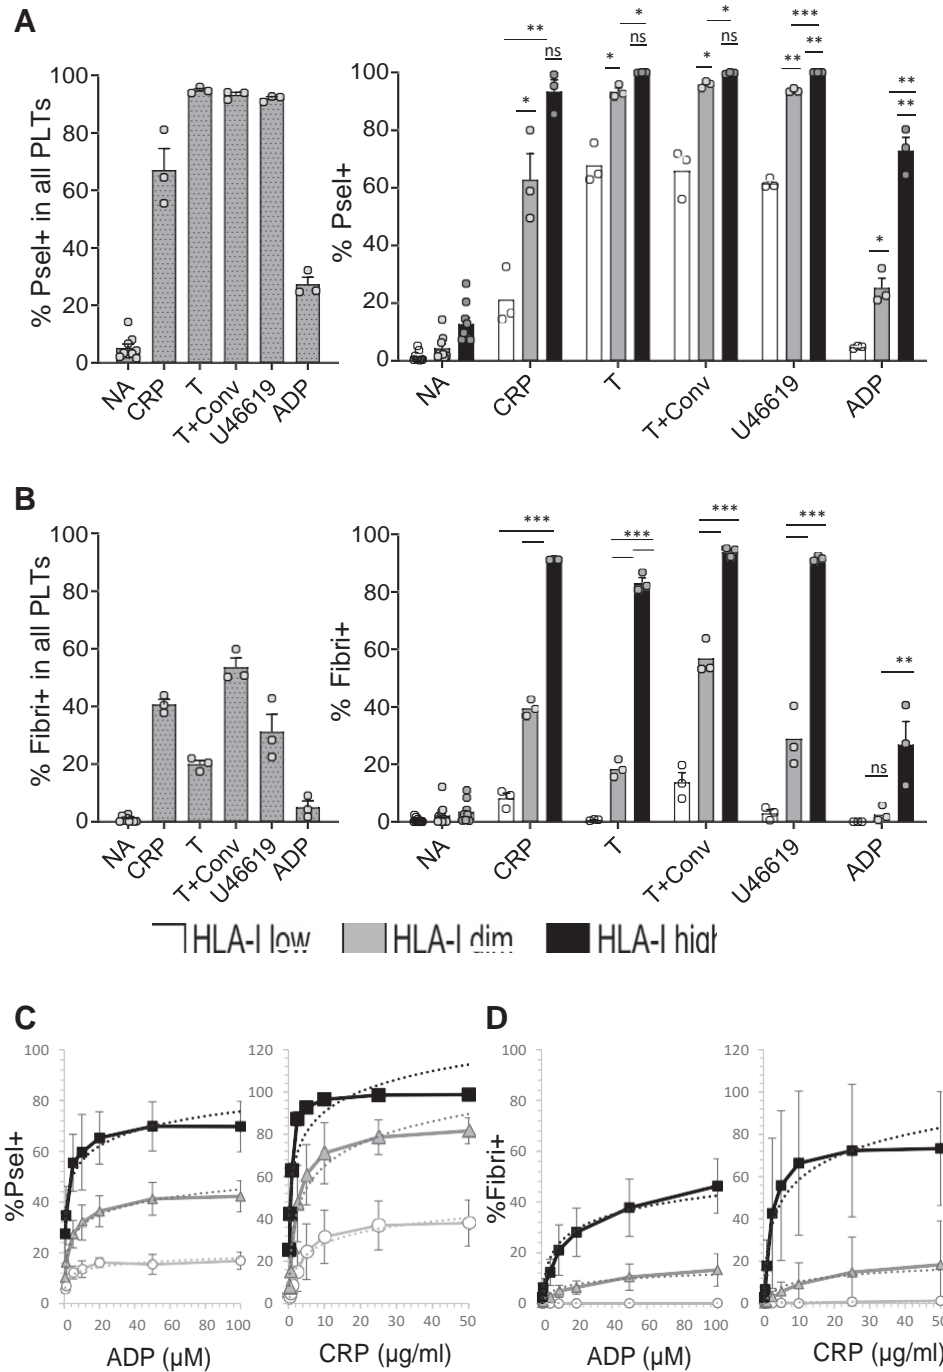 A
% Psel+ in all PLTs
100
80
60
40
20
0
NA
CRP
T
T+Conv
U46619
ADP
% Psel+
100
80
60
40
20
0
** ns *
* ns *
* ns *
*** ** **
** ** *
NA
CRP
T
T+Conv
U46619
ADP
B
% Fibri+ in all PLTs
100
80
60
40
20
0
NA
CRP
T
T+Conv
U46619
ADP
% Fibri+
100
80
60
40
20
0
***
***
***
***
**
ns
NA
CRP
T
T+Conv
U46619
ADP
HLA-I low HLA-I dim HLA-I high
C
%Psel+
100
80
60
40
20
0
0 20 40 60 80 100
ADP (µM)
120
100
80
60
40
20
0
0 10 20 30 40 50
CRP (µg/ml)
D
%Fibri+
100
80
60
40
20
0
0 20 40 60 80 100
ADP (µM)
120
100
80
60
40
20
0
0 10 20 30 40 50
CRP (µg/ml)